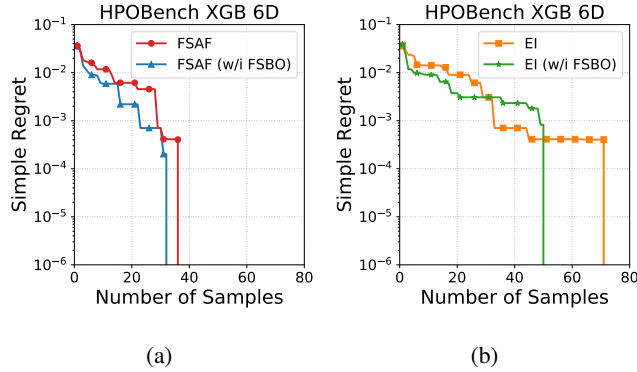 HPOBench XGB 6D
FSAF
FSAF (w/i FSBO)
Simple Regret
10^-1
10^-2
10^-3
10^-4
10^-5
10^-6
0 20 40 60 80
Number of Samples
(a)
HPOBench XGB 6D
EI
EI (w/i FSBO)
Simple Regret
10^-1
10^-2
10^-3
10^-4
10^-5
10^-6
0 20 40 60 80
Number of Samples
(b)